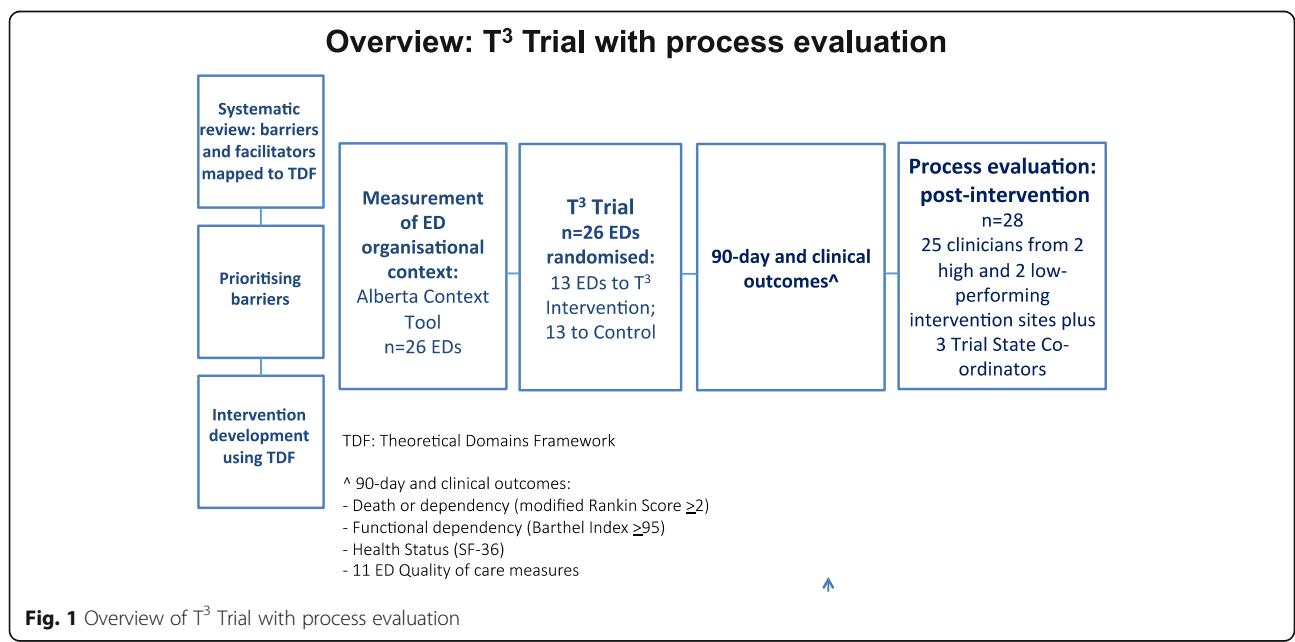 Overview: T³ Trial with process evaluation
Systematic
review: barriers
and facilitators
mapped to TDF
Prioritising
barriers
Intervention
development
using TDF
Measurement
of ED
organisational
context:
Alberta Context
Tool
n=26 EDs
T³ Trial
n=26 EDs
randomised:
13 EDs to T³
Intervention;
13 to Control
90-day and clinical
outcomes^
Process evaluation:
post-intervention
n=28
25 clinicians from 2
high and 2 low-
performing
intervention sites plus
3 Trial State Co-
ordinators
TDF: Theoretical Domains Framework
^ 90-day and clinical outcomes:
- Death or dependency (modified Rankin Score ≥2)
- Functional dependency (Barthel Index ≥95)
- Health Status (SF-36)
- 11 ED Quality of care measures
Fig. 1 Overview of T³ Trial with process evaluation